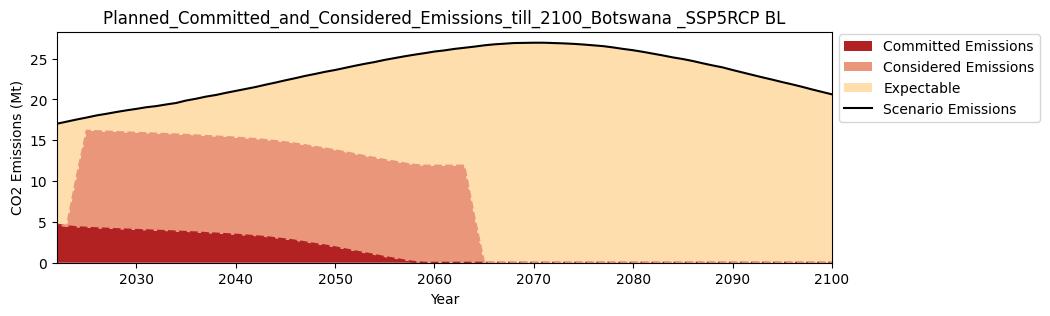 Planned_Committed_and_Considered_Emissions_till_2100_Botswana _SSP5RCP BL
Committed Emissions
Considered Emissions
Expectable
Scenario Emissions
CO2 Emissions (Mt)
25
20
15
10
5
0
2030 2040 2050 2060 2070 2080 2090 2100
Year